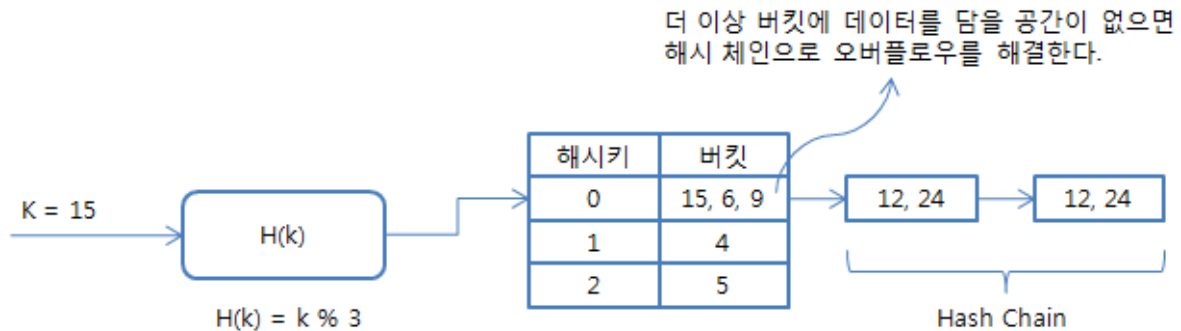 더 이상 버킷에 데이터를 담을 공간이 없으면
해시 체인으로 오버플로우를 해결한다.
해시키 버킷
K = 15
H(k)
0 15, 6, 9
12, 24
12, 24
1 4
2 5
H(k) = k % 3
Hash Chain